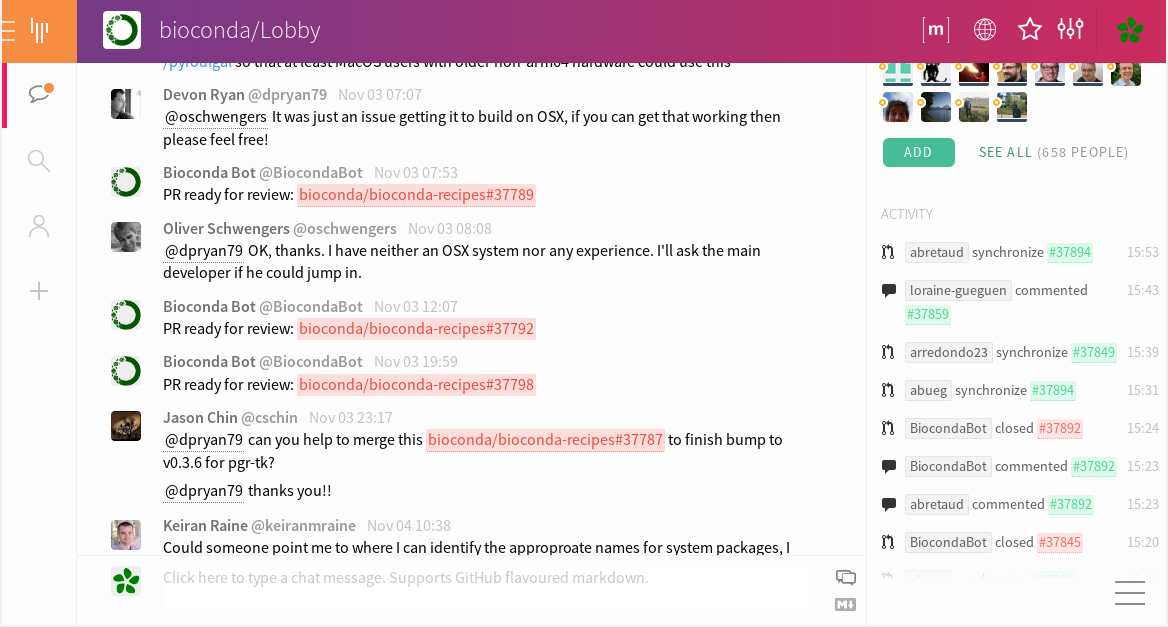 bioconda/Lobby
m
/pyrodigal so that at least MacOS users with older non-arm64 hardware could use this
Devon Ryan @dpryan79 Nov 03 07:07
@oschwengers It was just an issue getting it to build on OSX, if you can get that working then
please feel free!
Bioconda Bot @BiocondaBot Nov 03 07:53
PR ready for review: bioconda/bioconda-recipes#37789
Oliver Schwengers @oschwengers Nov 03 08:08
@dpryan79 OK, thanks. I have neither an OSX system nor any experience. I'll ask the main
developer if he could jump in.
Bioconda Bot @BiocondaBot Nov 03 12:07
PR ready for review: bioconda/bioconda-recipes#37792
Bioconda Bot @BiocondaBot Nov 03 19:59
PR ready for review: bioconda/bioconda-recipes#37798
Jason Chin @cschin Nov 03 23:17
@dpryan79 can you help to merge this bioconda/bioconda-recipes#37787 to finish bump to
v0.3.6 for pgr-tk?
@dpryan79 thanks you!!
Keiran Raine @keiranmraine Nov 04 10:38
Could someone point me to where I can identify the approproate names for system packages, I
Click here to type a chat message. Supports GitHub flavoured markdown.
ADD SEE ALL (658 PEOPLE)
ACTIVITY
abretaud synchronize #37894 15:53
loraine-gueguen commented 15:43
#37859
arredondo23 synchronize #37849 15:39
abueg synchronize #37894 15:31
BiocondaBot closed #37892 15:24
BiocondaBot commented #37892 15:23
abretaud commented #37892 15:23
BiocondaBot closed #37845 15:20